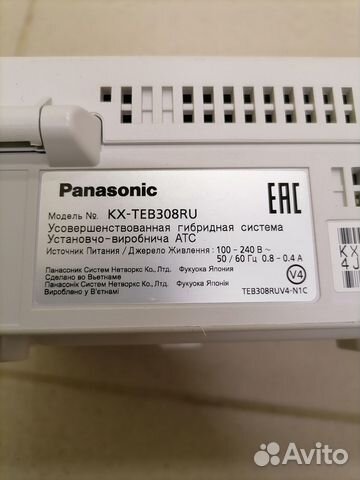 Panasonic
EAC
Модель №. KX-TEB308RU
Усовершенствованная гибридная система
Установчо-виробнича АТС
Источник Питания / Джерело Живлення : 100 - 240 В ~
50 / 60 Гц 0.8 - 0.4 А
Панасоник Систем Нетворкс Ко., Лтд. Фукуока Япония
Сделано во Вьетнаме
Панасонік Систем Нетворкс Ко., Лтд. Фукуока Японія
Вироблено у В'єтнамі
V4
TEB308RUV4-N1C
KX
4J
Avito